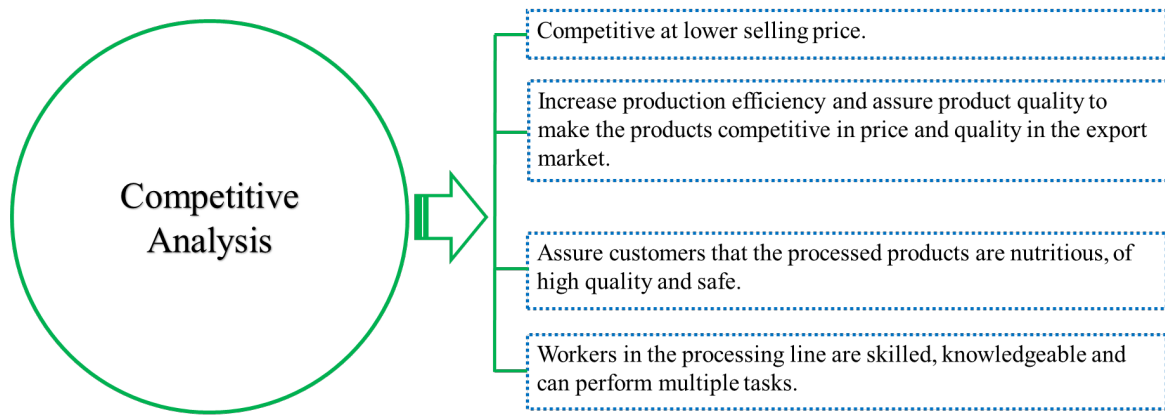 Competitive
Analysis
Competitive at lower selling price.
Increase production efficiency and assure product quality to
make the products competitive in price and quality in the export
market.
Assure customers that the processed products are nutritious, of
high quality and safe.
Workers in the processing line are skilled, knowledgeable and
can perform multiple tasks.